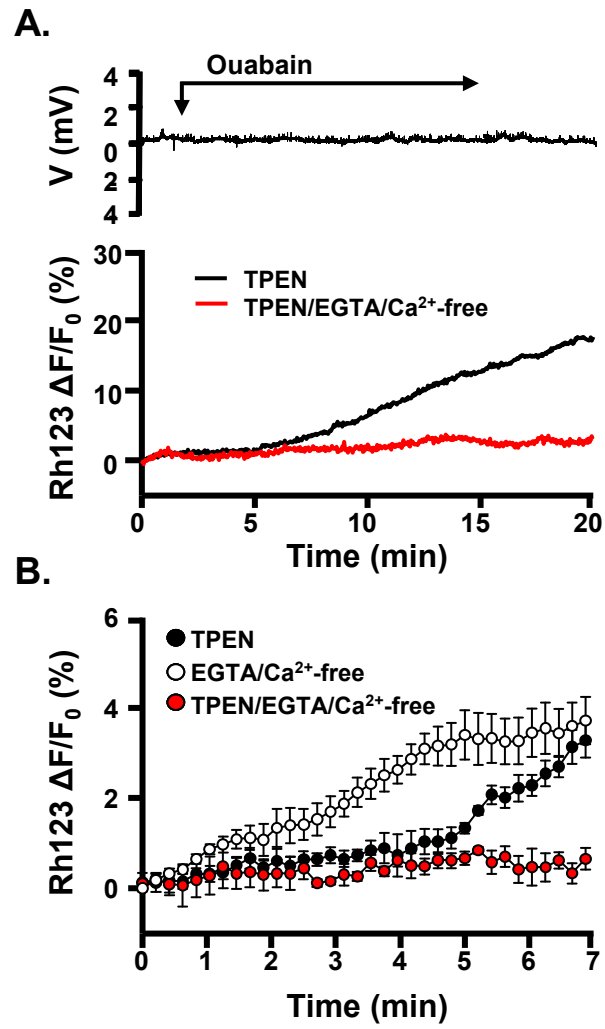 A.
Ouabain
V (mV)
4
2
0
2
4
Rh123 ΔF/F₀ (%)
30
20
10
0
TPEN
TPEN/EGTA/Ca²⁺-free
0 5 10 15 20
Time (min)
B.
Rh123 ΔF/F₀ (%)
6
4
2
0
TPEN
EGTA/Ca²⁺-free
TPEN/EGTA/Ca²⁺-free
0 1 2 3 4 5 6 7
Time (min)